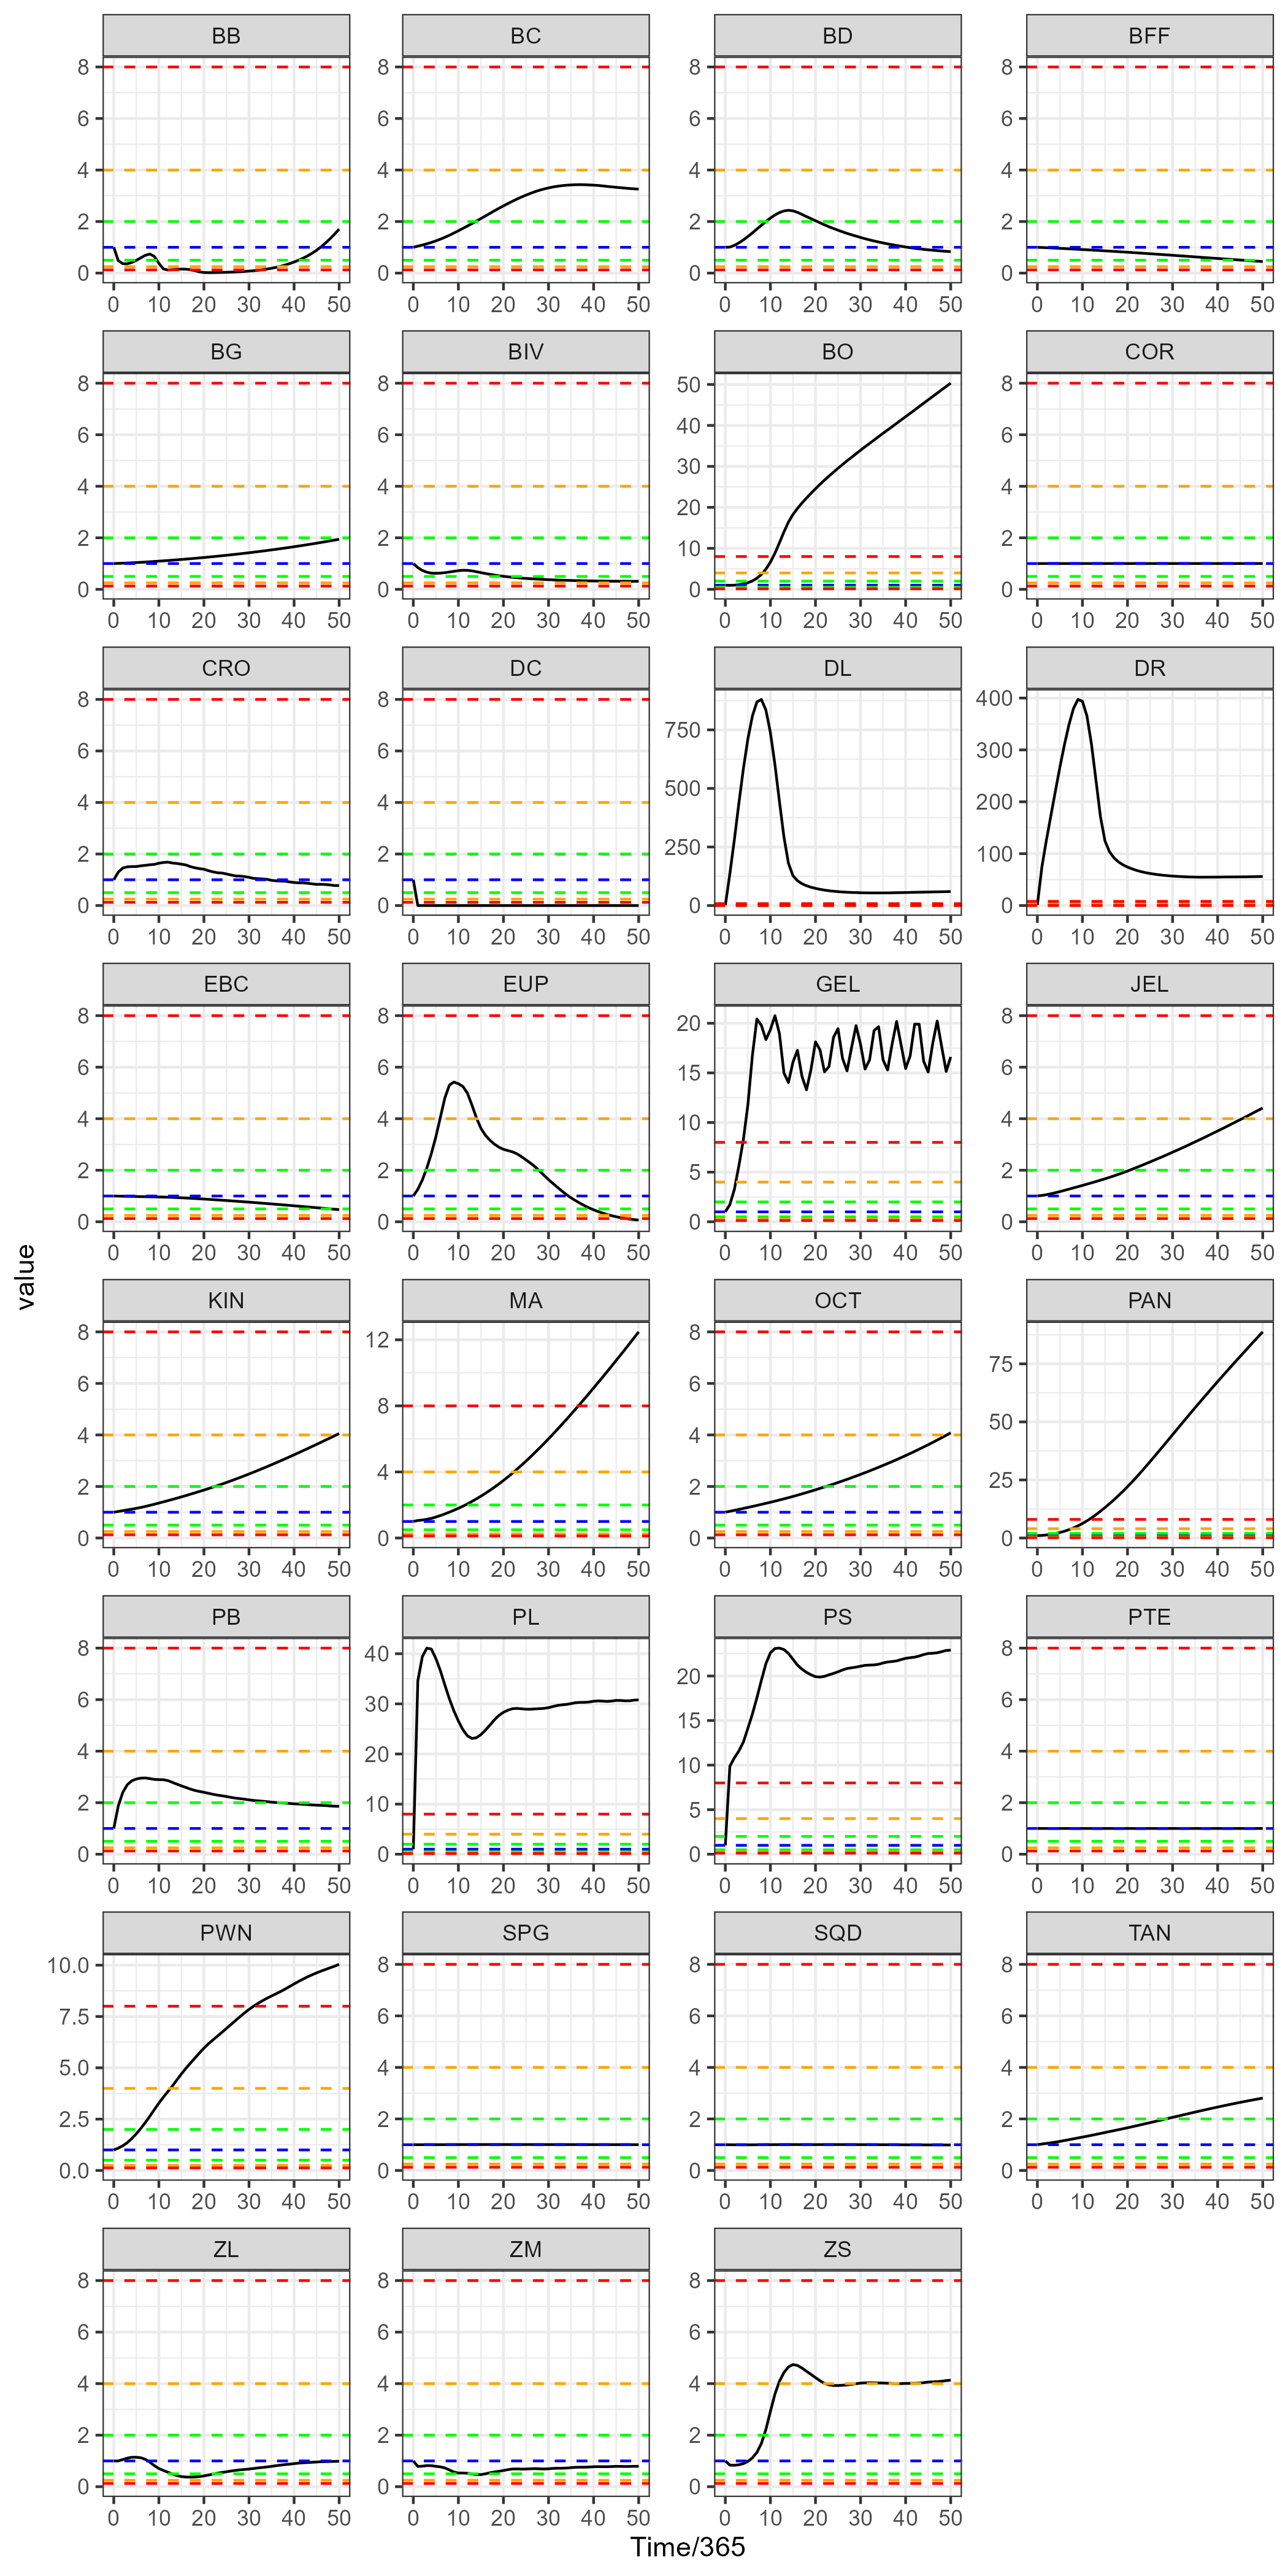 BB BC BD BFF
8 8 8 8
6 6 6 6
4 4 4 4
2 2 2 2
0 0 0 0
0 10 20 30 40 50 0 10 20 30 40 50 0 10 20 30 40 50 0 10 20 30 40 50
BG BIV BO COR
8 8 50 8
6 6 40 6
4 4 30 4
2 2 20 2
0 0 10 0
0
0 10 20 30 40 50 0 10 20 30 40 50 0 10 20 30 40 50 0 10 20 30 40 50
CRO DC DL DR
8 8 750 400
6 6 500 300
4 4 250 200
2 2 0 100
0 0 0
0 10 20 30 40 50 0 10 20 30 40 50 0 10 20 30 40 50 0 10 20 30 40 50
EBC EUP GEL JEL
8 8 20 8
6 6 15 6
4 4 10 4
2 2 5 2
0 0 0 0
0 10 20 30 40 50 0 10 20 30 40 50 0 10 20 30 40 50 0 10 20 30 40 50
value
KIN MA OCT PAN
8 12 8 75
6 8 6 50
4 4 4 25
2 0 2 0
0 0
0 10 20 30 40 50 0 10 20 30 40 50 0 10 20 30 40 50 0 10 20 30 40 50
PB PL PS PTE
8 40 20 8
6 30 15 6
4 20 10 4
2 10 5 2
0 0 0 0
0 10 20 30 40 50 0 10 20 30 40 50 0 10 20 30 40 50 0 10 20 30 40 50
PWN SPG SQD TAN
10.0 8 8 8
7.5 6 6 6
5.0 4 4 4
2.5 2 2 2
0.0 0 0 0
0 10 20 30 40 50 0 10 20 30 40 50 0 10 20 30 40 50 0 10 20 30 40 50
ZL ZM ZS
8 8 8
6 6 6
4 4 4
2 2 2
0 0 0
0 10 20 30 40 50 0 10 20 30 40 50 0 10 20 30 40 50
Time/365